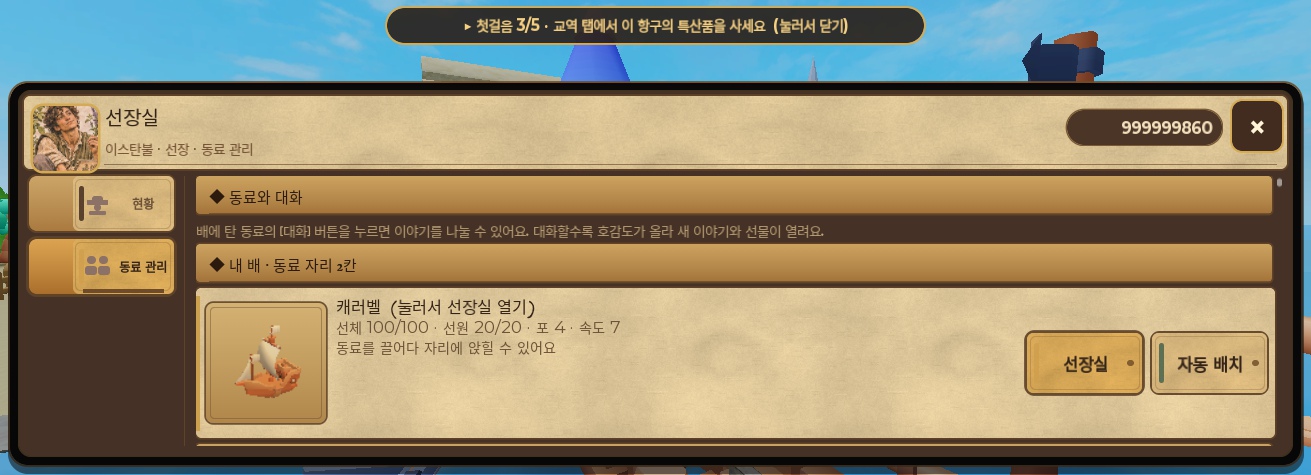 ▸ 첫걸음 3/5 · 교역 탭에서 이 항구의 특산품을 사세요 (눌러서 닫기)
선장실
이스탄불 · 선장 · 동료 관리
999999860
×
현황
동료 관리
◆ 동료와 대화
배에 탄 동료의 [대화] 버튼을 누르면 이야기를 나눌 수 있어요. 대화할수록 호감도가 올라 새 이야기와 선물이 열려요.
◆ 내 배 · 동료 자리 2칸
캐러벨 (눌러서 선장실 열기)
선체 100/100 · 선원 20/20 · 포 4 · 속도 7
동료를 끌어다 자리에 앉힐 수 있어요
선장실
자동 배치